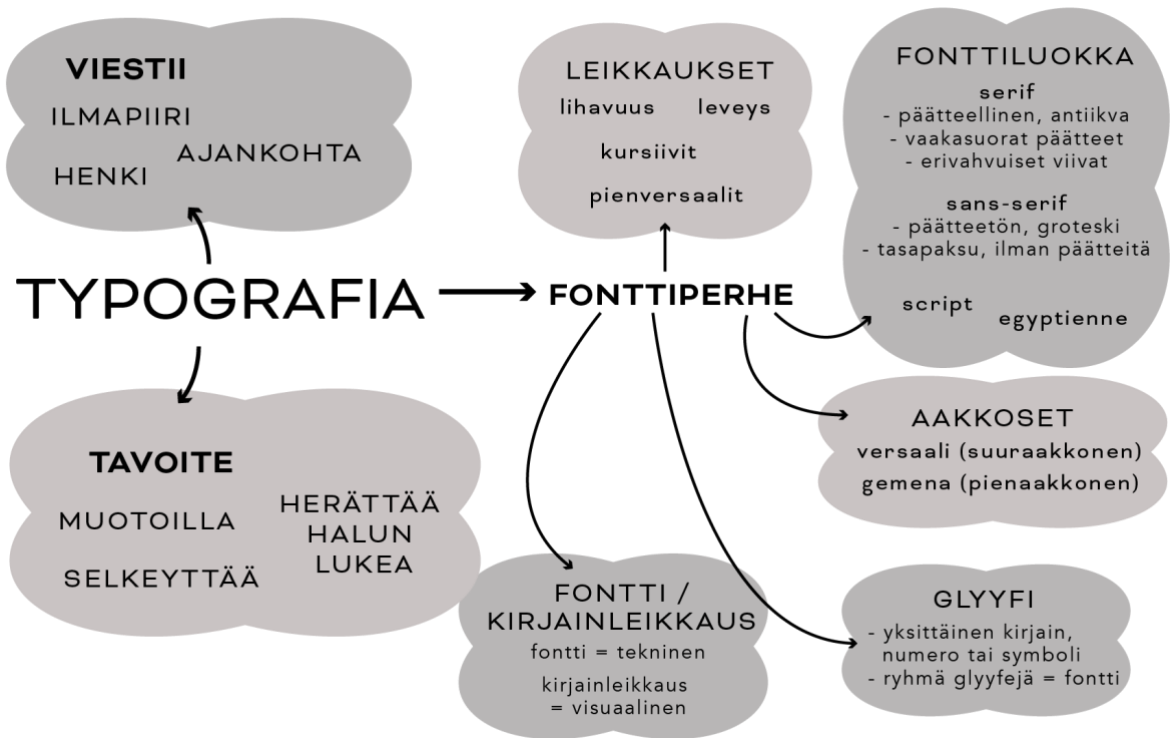 VIESTII
ILMAPIIRI
AJANKOHTA
HENKI
TYPOGRAFIA
TAVOITE
MUOTOILLA
HERÄTTÄÄ
HALUN
LUKEA
SELKEYTTÄÄ
FONTTIPERHE
LEIKKAUKSET
lihavuus leveys
kursiivit
pienversaalit
FONTTILUOKKA
serif
- päätteellinen, antiikva
- vaakasuorat päätteet
- erivahvuiset viivat
sans-serif
- päätteetön, groteski
- tasapaksu, ilman päätteitä
script
egyptienne
AAKKOSET
versaali (suuraakkonen)
gemena (pienaakkonen)
FONTTI /
KIRJAINLEIKKAUS
fontti = tekninen
kirjainleikkaus
= visuaalinen
GLYYFI
- yksittäinen kirjain,
numero tai symboli
- ryhmä glyyfejä = fontti